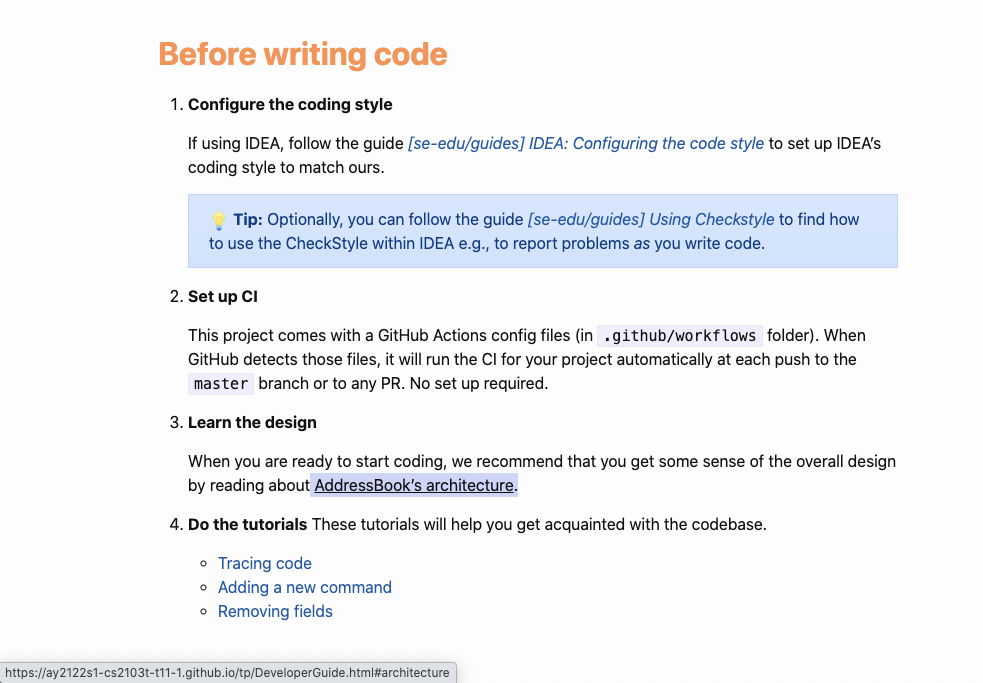 Before writing code
1. Configure the coding style
If using IDEA, follow the guide [se-edu/guides] IDEA: Configuring the code style to set up IDEA’s
coding style to match ours.
💡 Tip: Optionally, you can follow the guide [se-edu/guides] Using Checkstyle to find how
to use the CheckStyle within IDEA e.g., to report problems as you write code.
2. Set up CI
This project comes with a GitHub Actions config files (in .github/workflows folder). When
GitHub detects those files, it will run the CI for your project automatically at each push to the
master branch or to any PR. No set up required.
3. Learn the design
When you are ready to start coding, we recommend that you get some sense of the overall design
by reading about AddressBook’s architecture.
4. Do the tutorials These tutorials will help you get acquainted with the codebase.
◦ Tracing code
◦ Adding a new command
◦ Removing fields
https://ay2122s1-cs2103t-t11-1.github.io/tp/DeveloperGuide.html#architecture